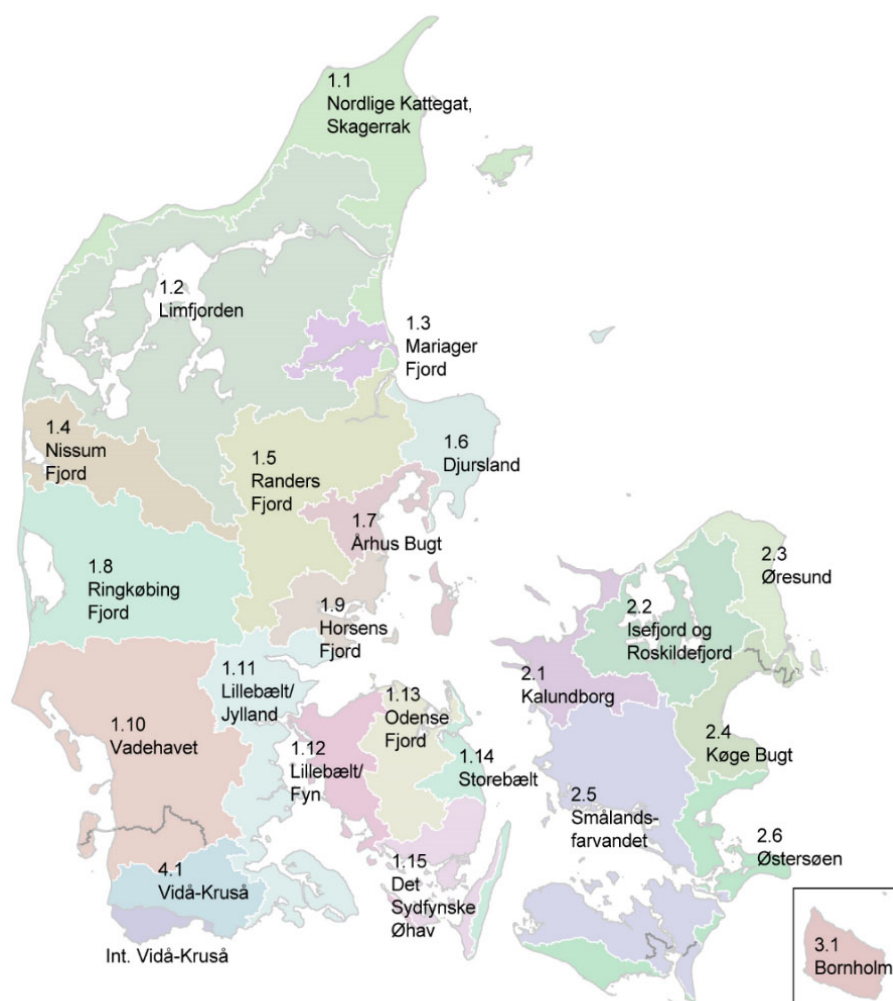 1.1
Nordlige Kattegat,
Skagerrak
1.2
Limfjorden
1.3
Mariager
Fjord
1.4
Nissum
Fjord
1.5
Randers
Fjord
1.6
Djursland
1.7
Århus Bugt
1.8
Ringkøbing
Fjord
1.9
Horsens
Fjord
1.10
Vadehavet
1.11
Lillebælt/
Jylland
1.12
Lillebælt/
Fyn
1.13
Odense
Fjord
1.14
Storebælt
1.15
Det
Sydfynske
Øhav
2.1
Kalundborg
2.2
Isefjord og
Roskildefjord
2.3
Øresund
2.4
Køge Bugt
2.5
Smålands-
farvandet
2.6
Østersøen
3.1
Bornholm
4.1
Vidå-Kruså
Int. Vidå-Kruså